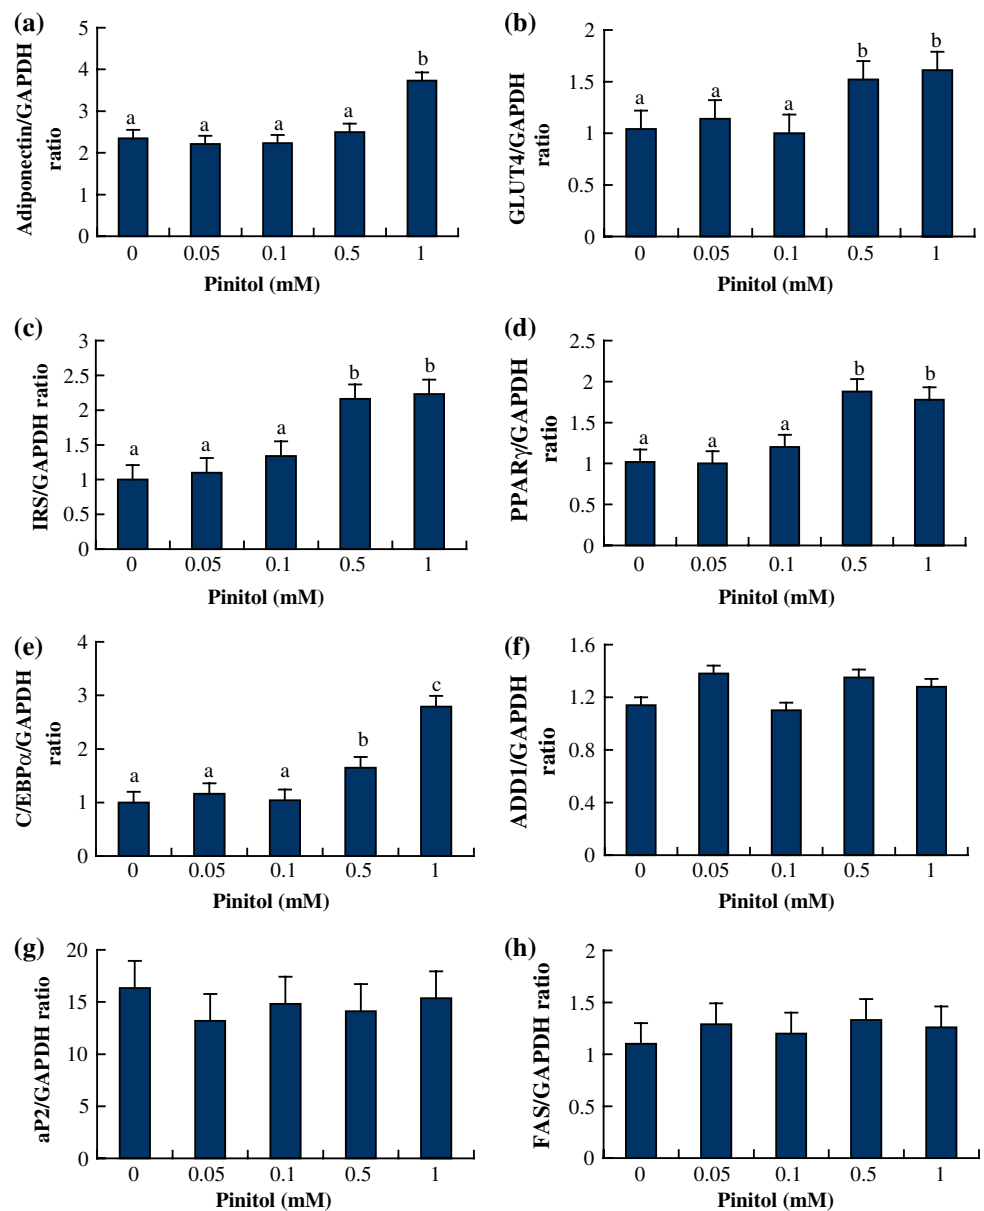 (a)
Adiponectin/GAPDH
ratio
5
4
3
2
1
0
a
a
a
a
b
0 0.05 0.1 0.5 1
Pinitol (mM)
(b)
GLUT4/GAPDH
ratio
2
1.5
1
0.5
0
a
a
a
b
b
0 0.05 0.1 0.5 1
Pinitol (mM)
(c)
IRS/GAPDH ratio
3
2.5
2
1.5
1
0.5
0
a
a
a
b
b
0 0.05 0.1 0.5 1
Pinitol (mM)
(d)
PPARγ/GAPDH
ratio
2.5
2
1.5
1
0.5
0
a
a
a
b
b
0 0.05 0.1 0.5 1
Pinitol (mM)
(e)
C/EBPα/GAPDH
ratio
4
3
2
1
0
a
a
a
b
c
0 0.05 0.1 0.5 1
Pinitol (mM)
(f)
ADD1/GAPDH
ratio
1.6
1.2
0.8
0.4
0
0 0.05 0.1 0.5 1
Pinitol (mM)
(g)
aP2/GAPDH ratio
20
15
10
5
0
0 0.05 0.1 0.5 1
Pinitol (mM)
(h)
FAS/GAPDH ratio
2
1.5
1
0.5
0
0 0.05 0.1 0.5 1
Pinitol (mM)